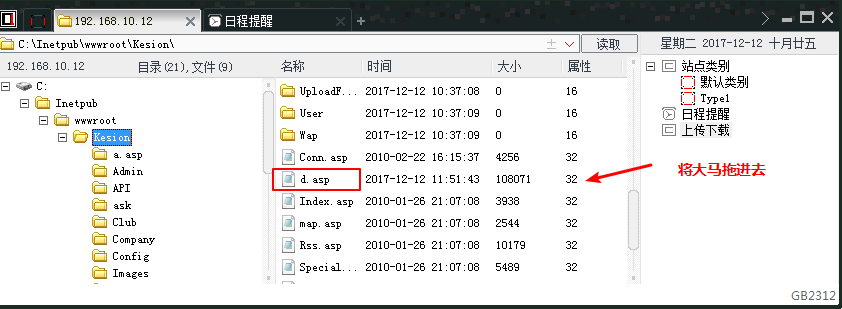 192.168.10.12 日程提醒
C:\Inetpub\wwwroot\Kesion\ 读取 星期二 2017-12-12 十月廿五
192.168.10.12 目录(21),文件(9)
C:
Inetpub
wwwroot
Kesion
a.asp
Admin
API
ask
Club
Company
Config
Images
名称 时间 大小 属性
UploadF... 2017-12-12 10:37:08 0 16
User 2017-12-12 10:37:09 0 16
Wap 2017-12-12 10:37:09 0 16
Conn.asp 2010-02-22 16:15:37 4256 32
d.asp 2017-12-12 11:51:43 108071 32
Index.asp 2010-01-26 21:07:08 3938 32
map.asp 2010-01-26 21:07:08 2544 32
Rss.asp 2010-01-26 21:07:08 10179 32
Special... 2010-01-26 21:07:08 5489 32
站点类别
默认类别
Type1
日程提醒
上传下载
将大马拖进去
GB2312